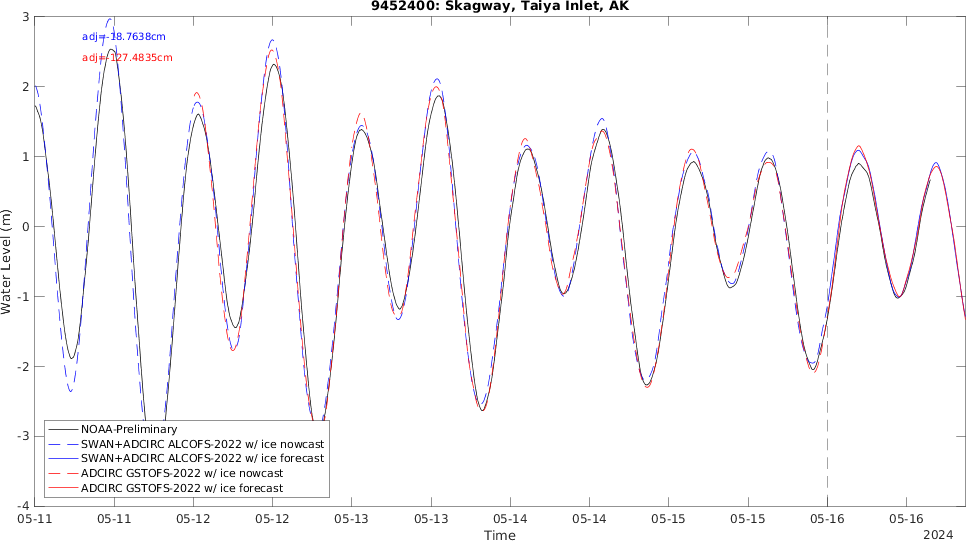 9452400: Skagway, Taiya Inlet, AK
adj=-18.7638cm
adj=-127.4835cm
Water Level (m)
3
2
1
0
-1
-2
-3
-4
NOAA-Preliminary
SWAN+ADCIRC ALCOFS-2022 w/ ice nowcast
SWAN+ADCIRC ALCOFS-2022 w/ ice forecast
ADCIRC GSTOFS-2022 w/ ice nowcast
ADCIRC GSTOFS-2022 w/ ice forecast
05-11 05-11 05-12 05-12 05-13 05-13 05-14 05-14 05-15 05-15 05-16 05-16
Time
2024